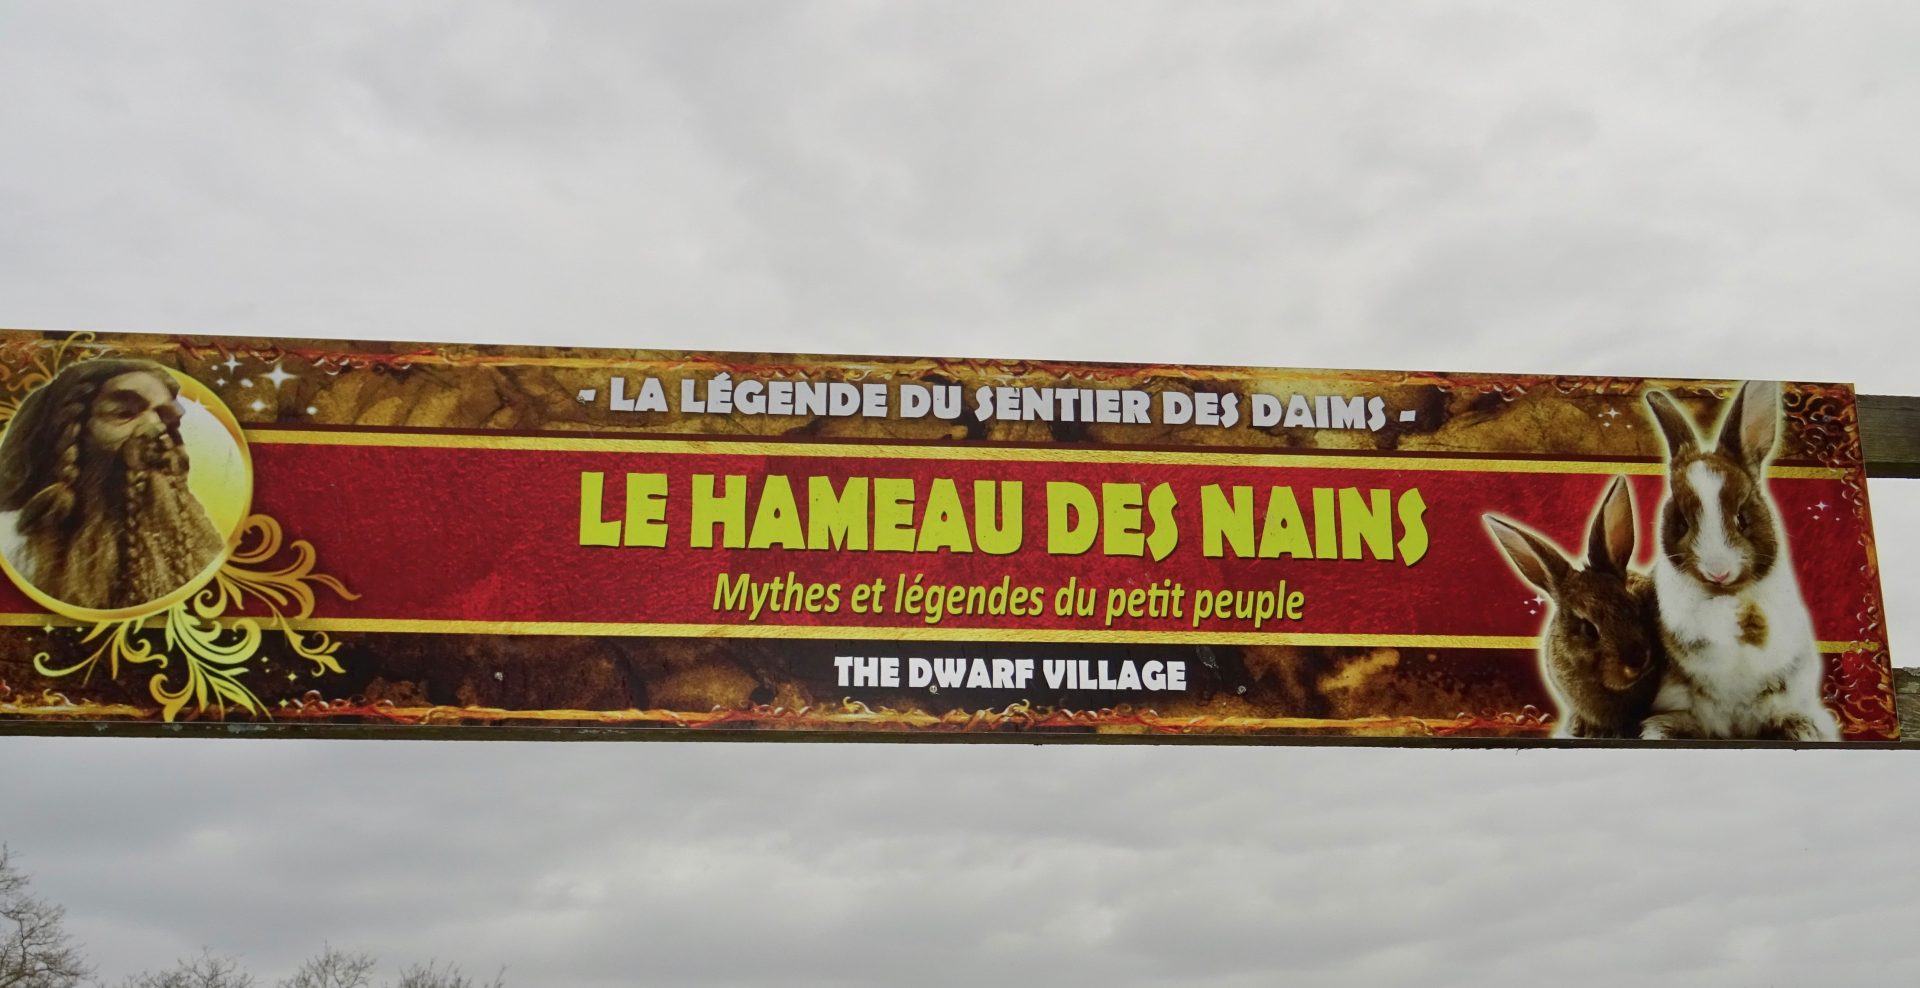 - LA LÉGENDE DU SENTIER DES DAIMS -
LE HAMEAU DES NAINS
Mythes et légendes du petit peuple
THE DWARF VILLAGE